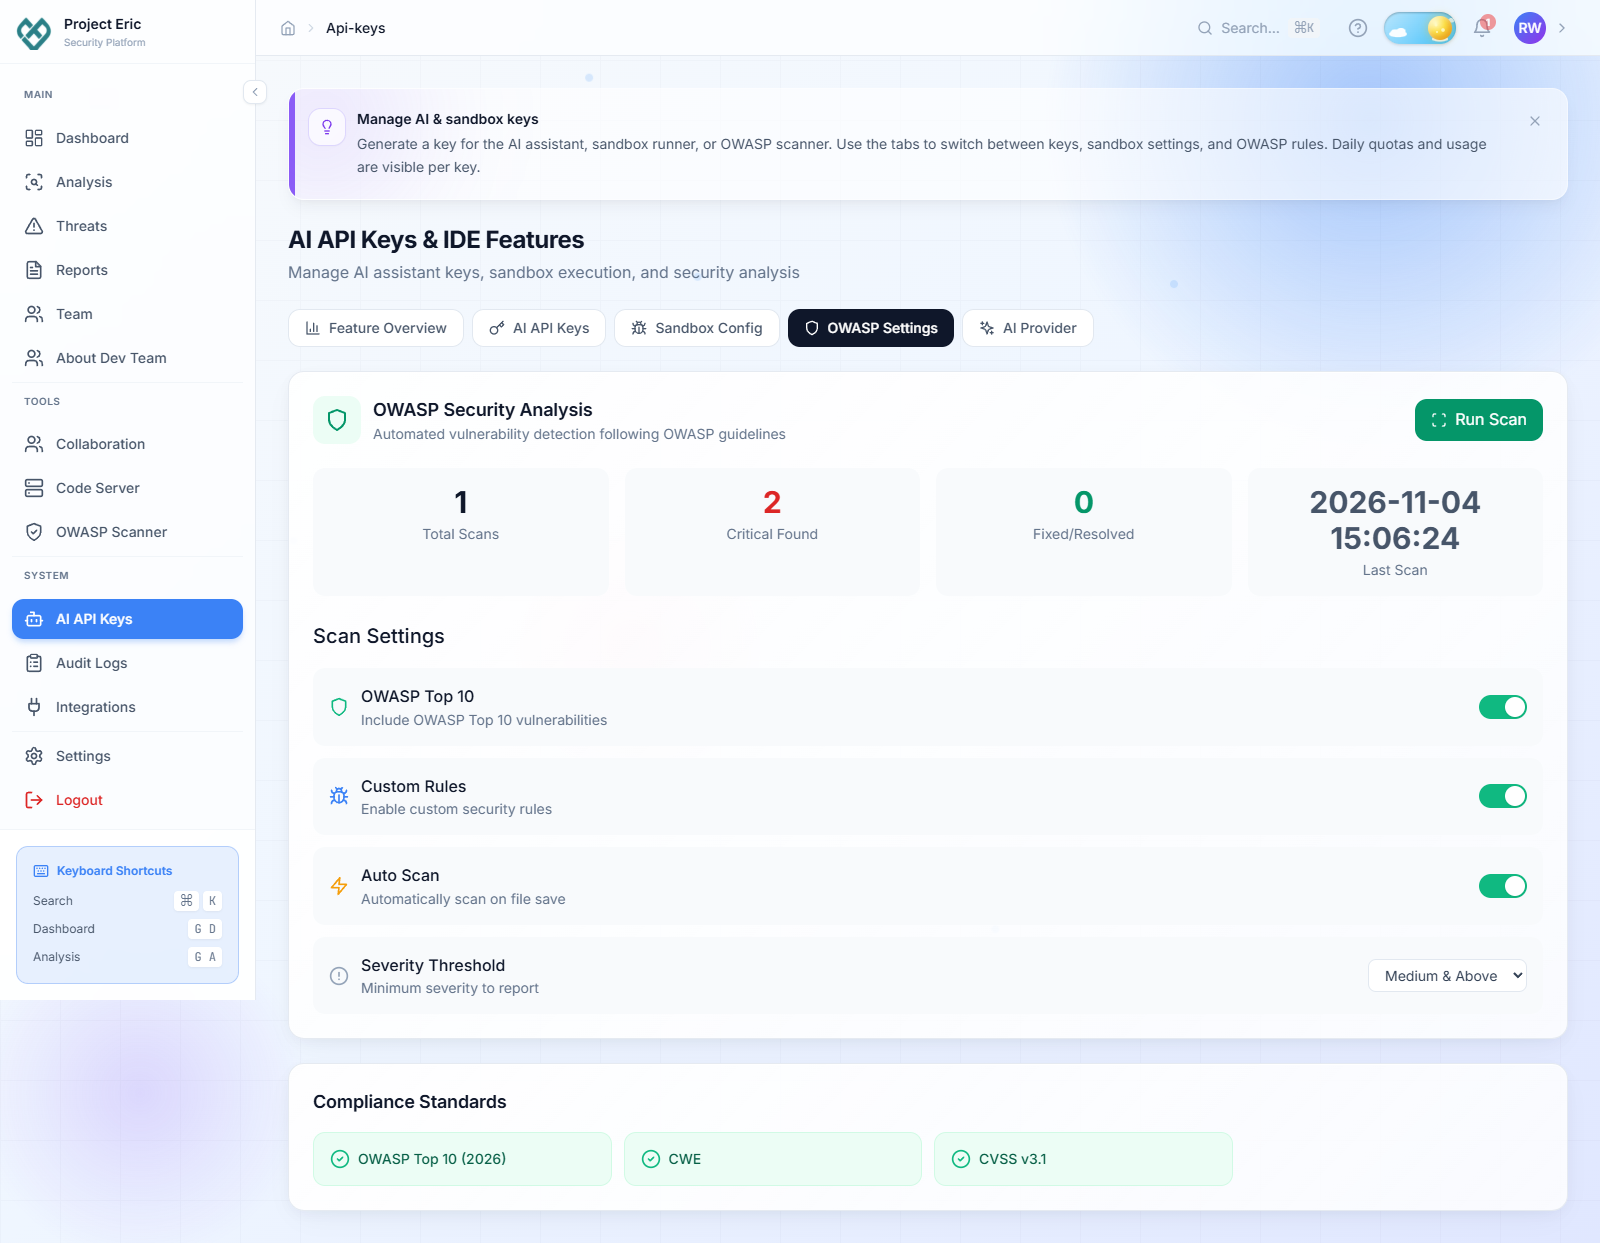 Project Eric
Security Platform
MAIN
Dashboard
Analysis
Threats
Reports
Team
About Dev Team
TOOLS
Collaboration
Code Server
OWASP Scanner
SYSTEM
AI API Keys
Audit Logs
Integrations
Settings
Logout
Keyboard Shortcuts
Search ⌘ K
Dashboard G D
Analysis G A
Api-keys
Search... ⌘K
1
RW
Manage AI & sandbox keys
Generate a key for the AI assistant, sandbox runner, or OWASP scanner. Use the tabs to switch between keys, sandbox settings, and OWASP rules. Daily quotas and usage
are visible per key.
AI API Keys & IDE Features
Manage AI assistant keys, sandbox execution, and security analysis
Feature Overview
AI API Keys
Sandbox Config
OWASP Settings
AI Provider
OWASP Security Analysis
Automated vulnerability detection following OWASP guidelines
Run Scan
1
Total Scans
2
Critical Found
0
Fixed/Resolved
2026-11-04
15:06:24
Last Scan
Scan Settings
OWASP Top 10
Include OWASP Top 10 vulnerabilities
Custom Rules
Enable custom security rules
Auto Scan
Automatically scan on file save
Severity Threshold
Minimum severity to report
Medium & Above
Compliance Standards
OWASP Top 10 (2026)
CWE
CVSS v3.1